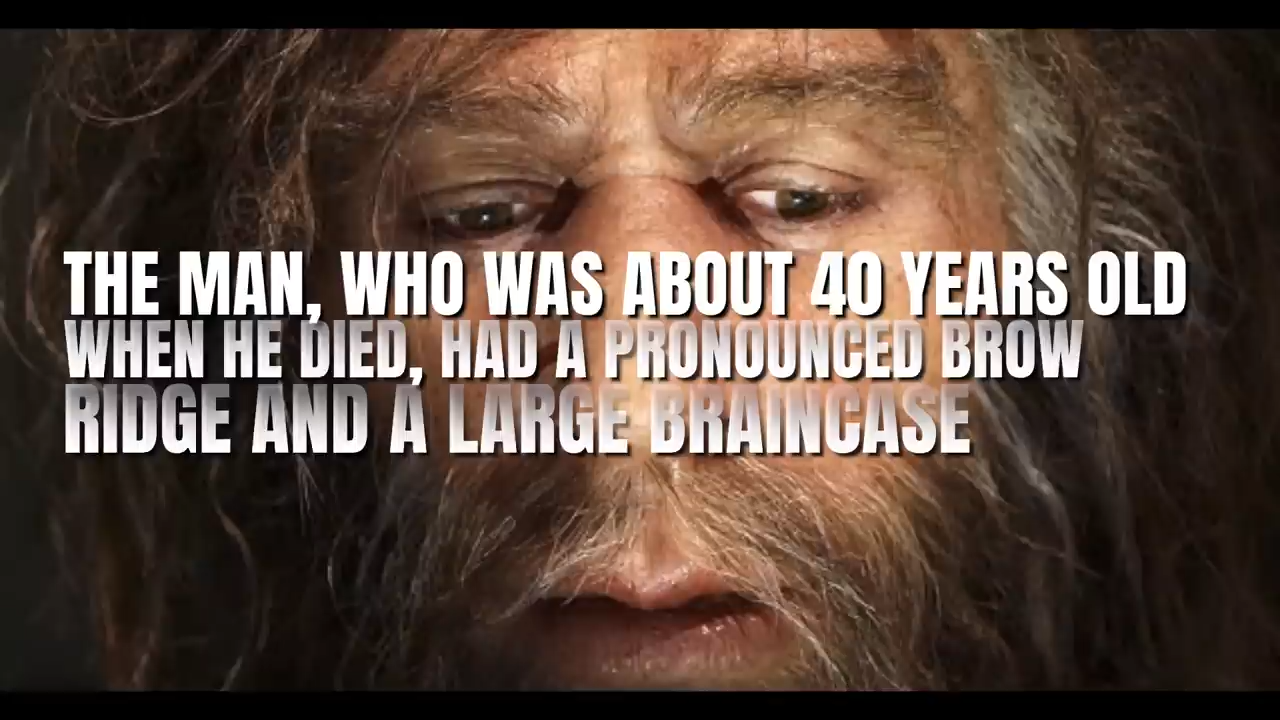 THE MAN, WHO WAS ABOUT 40 YEARS OLD
WHEN HE DIED, HAD A PRONOUNCED BROW
RIDGE AND A LARGE BRAINCASE